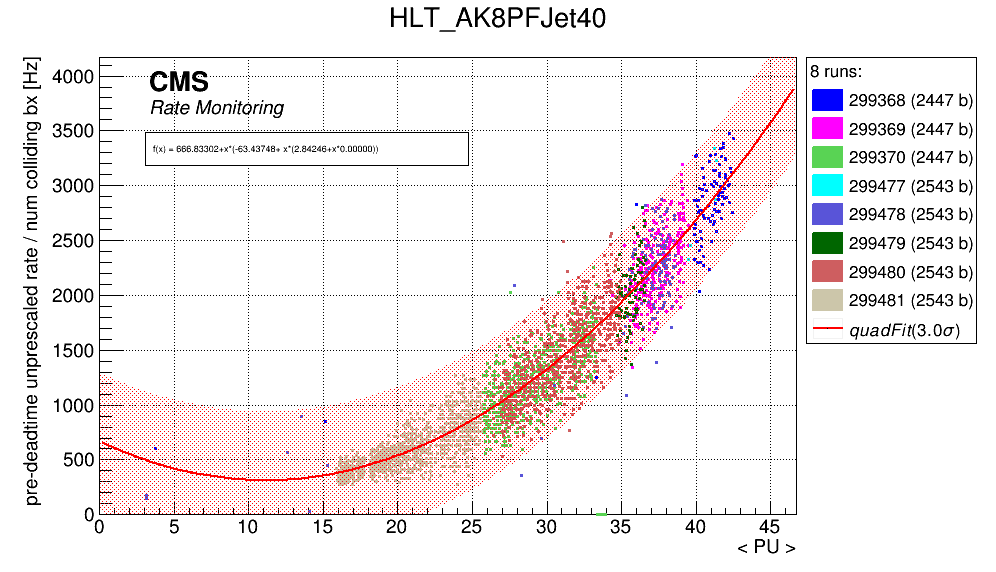 HLT_AK8PFJet40
pre-deadtime unprescaled rate / num colliding bx [Hz]
4000
3500
3000
2500
2000
1500
1000
500
0
CMS
Rate Monitoring
f(x) = 666.83302+x*(-63.43748+ x*(2.84246+x*0.00000))
0 5 10 15 20 25 30 35 40 45
< PU >
8 runs:
299368 (2447 b)
299369 (2447 b)
299370 (2447 b)
299477 (2543 b)
299478 (2543 b)
299479 (2543 b)
299480 (2543 b)
299481 (2543 b)
quadFit(3.0σ)